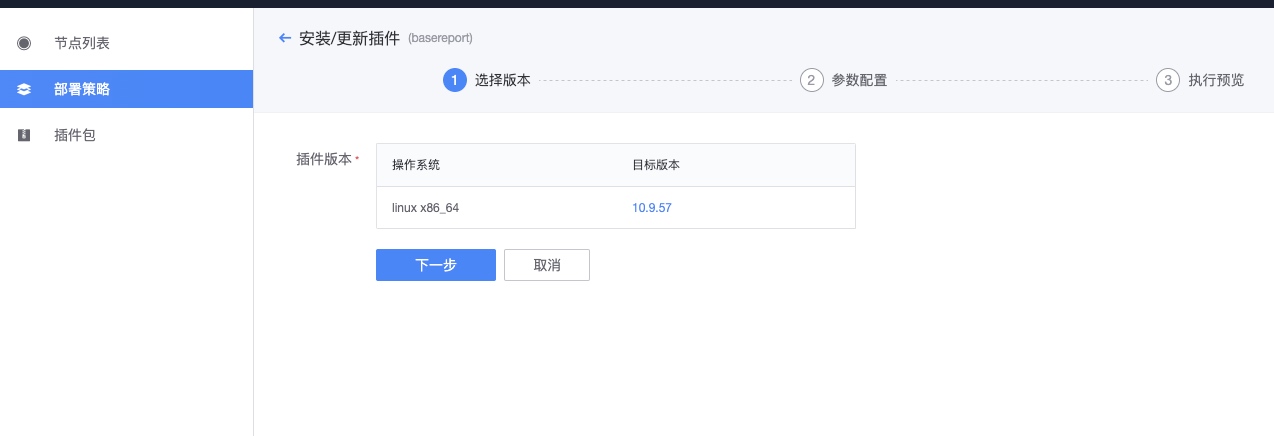 节点列表
部署策略
插件包
安装/更新插件 (basereport)
1 选择版本 2 参数配置 3 执行预览
插件版本 *
操作系统 目标版本
linux x86_64 10.9.57
下一步 取消